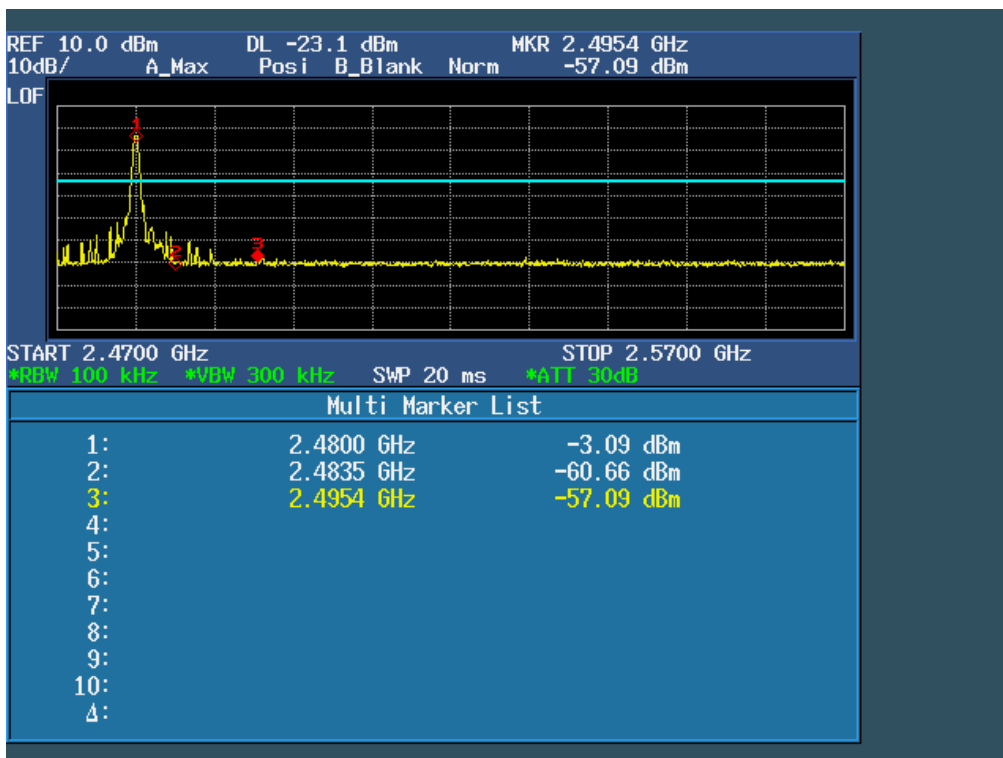 REF 10.0 dBm DL -23.1 dBm MKR 2.4954 GHz
10dB/ A_Max Posi B_Blank Norm -57.09 dBm
LOF
1
2
3
START 2.4700 GHz STOP 2.5700 GHz
*RBW 100 kHz *VBW 300 kHz SWP 20 ms *ATT 30dB
Multi Marker List
1: 2.4800 GHz -3.09 dBm
2: 2.4835 GHz -60.66 dBm
3: 2.4954 GHz -57.09 dBm
4:
5:
6:
7:
8:
9:
10:
Δ: